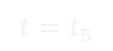 t = t₅